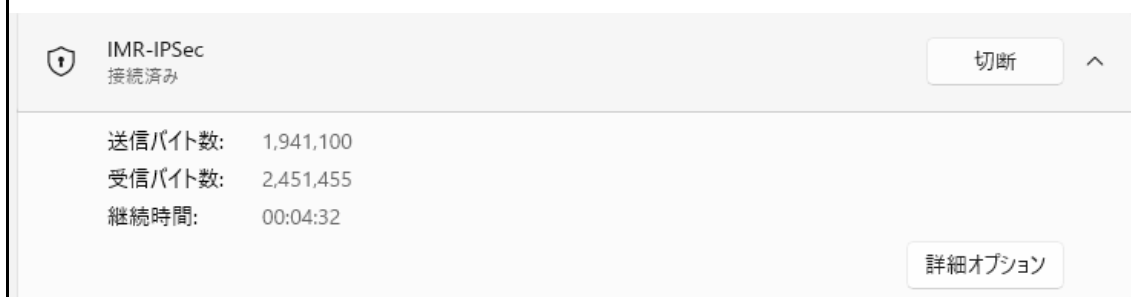 IMR-IPSec
接続済み
切断
送信バイト数: 1,941,100
受信バイト数: 2,451,455
継続時間: 00:04:32
詳細オプション